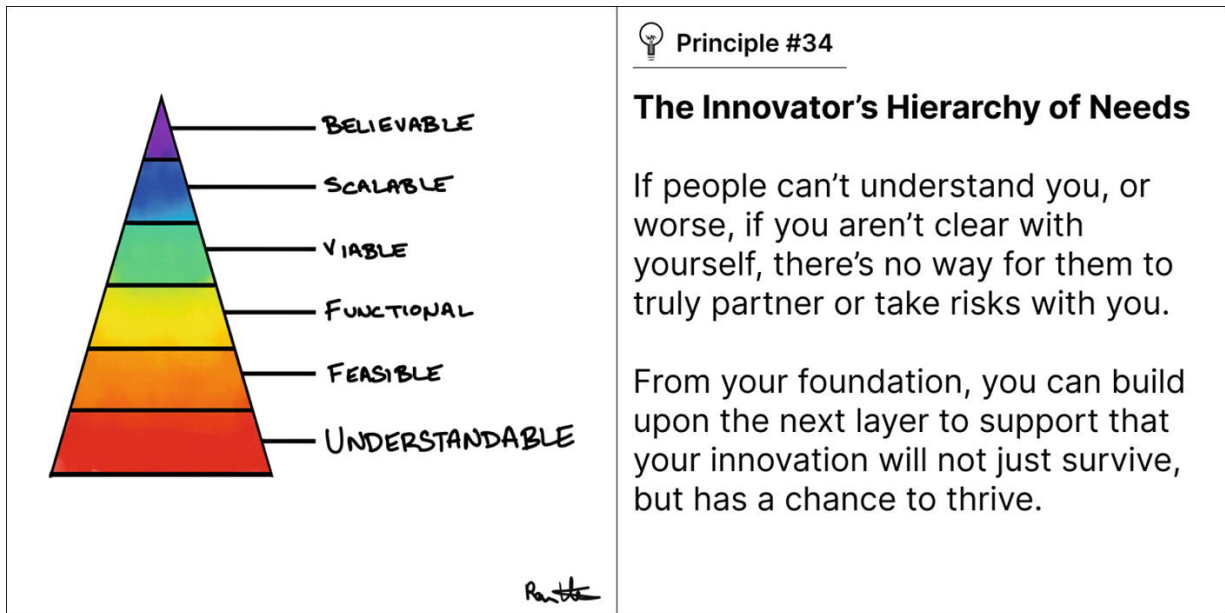 BELIEVABLE
SCALABLE
VIABLE
FUNCTIONAL
FEASIBLE
UNDERSTANDABLE
Principle #34
The Innovator’s Hierarchy of Needs
If people can’t understand you, or
worse, if you aren’t clear with
yourself, there’s no way for them to
truly partner or take risks with you.
From your foundation, you can build
upon the next layer to support that
your innovation will not just survive,
but has a chance to thrive.